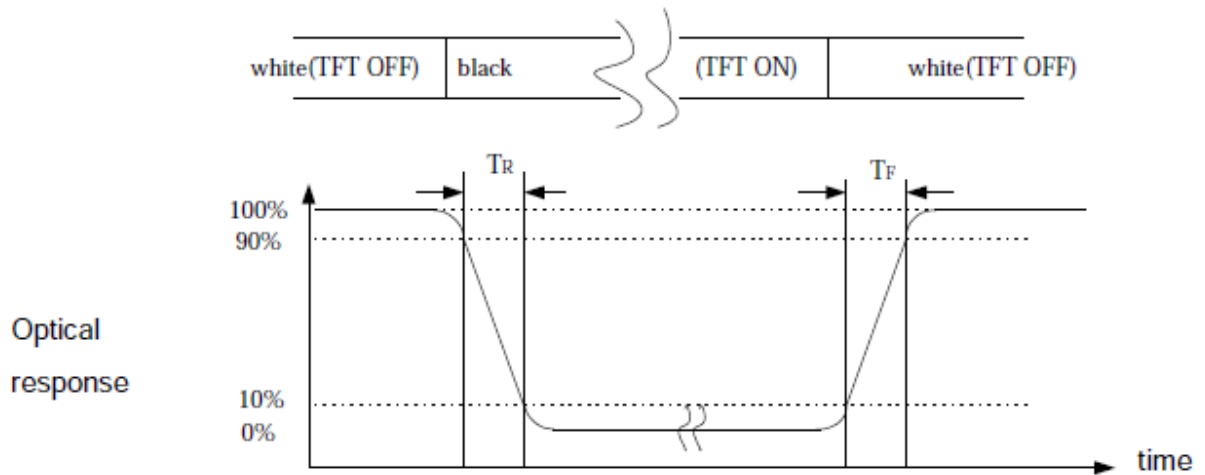 white(TFT OFF) black (TFT ON) white(TFT OFF)
TR TF
100%
90%
Optical
response
10%
0%
time